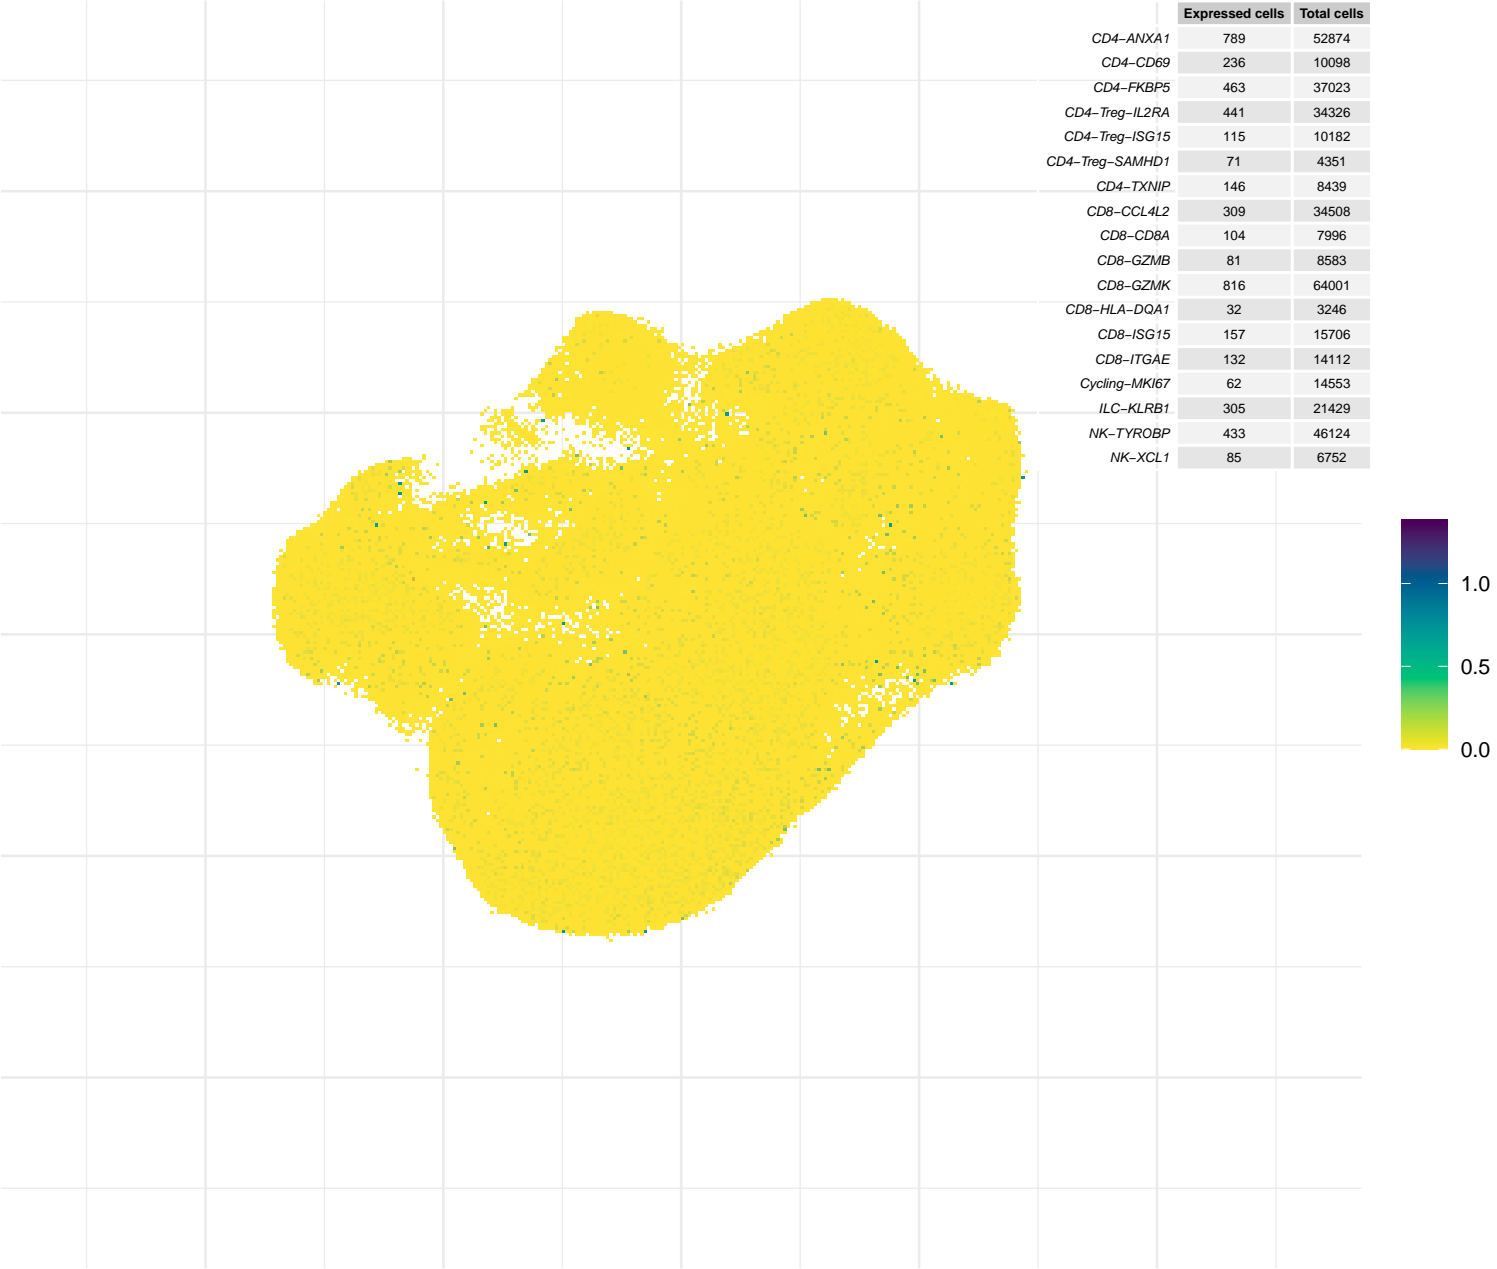 Expressed cells Total cells
CD4−ANXA1 789 52874
CD4−CD69 236 10098
CD4−FKBP5 463 37023
CD4−Treg−IL2RA 441 34326
CD4−Treg−ISG15 115 10182
CD4−Treg−SAMHD1 71 4351
CD4−TXNIP 146 8439
CD8−CCL4L2 309 34508
CD8−CD8A 104 7996
CD8−GZMB 81 8583
CD8−GZMK 816 64001
CD8−HLA−DQA1 32 3246
CD8−ISG15 157 15706
CD8−ITGAE 132 14112
Cycling−MKI67 62 14553
ILC−KLRB1 305 21429
NK−TYROBP 433 46124
NK−XCL1 85 6752
1.0
0.5
0.0